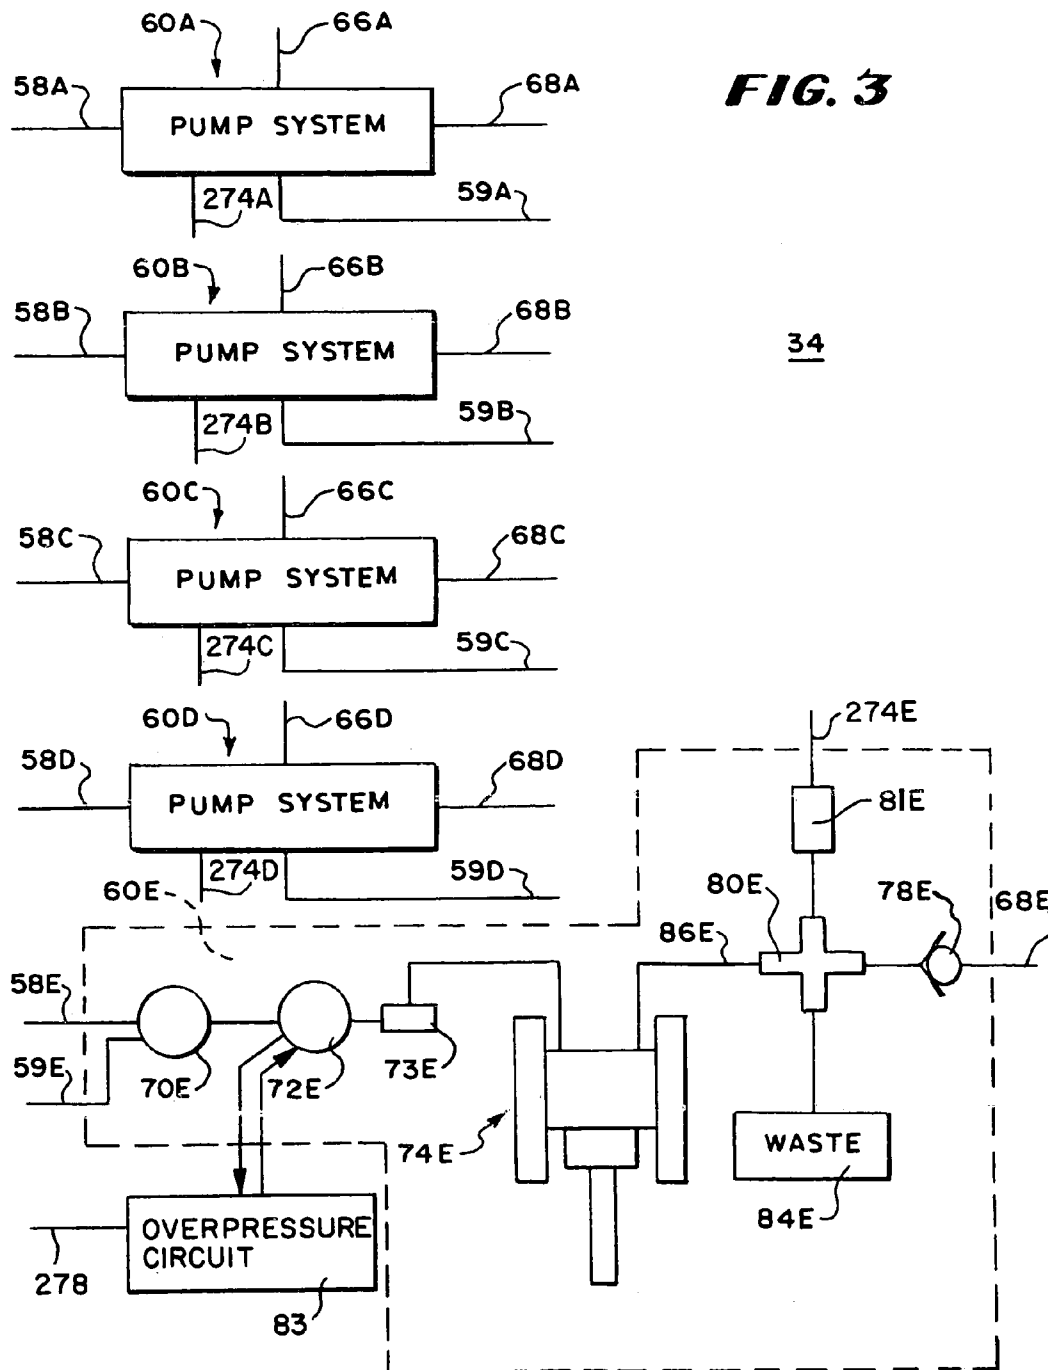 60A
66A
FIG. 3
58A
68A
PUMP SYSTEM
274A
59A
60B
66B
58B
68B
34
PUMP SYSTEM
274B
59B
60C
66C
58C
68C
PUMP SYSTEM
274C
59C
60D
66D
274E
58D
68D
PUMP SYSTEM
81E
274D
59D
60E
80E
78E
68E
86E
58E
59E
70E
72E
73E
74E
WASTE
84E
OVERPRESSURE
CIRCUIT
278
83